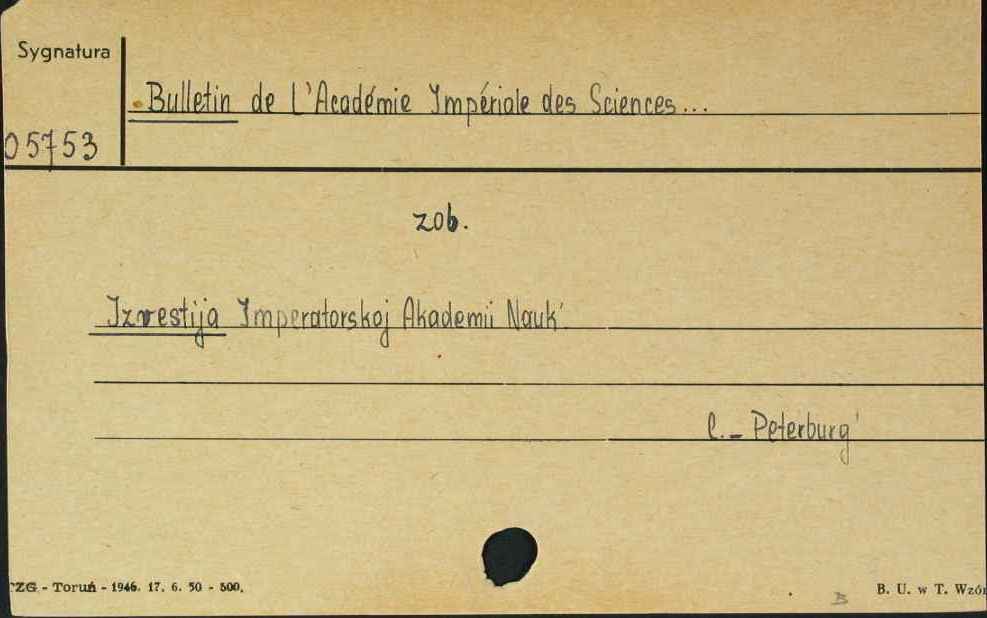 Sygnatura
Bulletin de L'Académie Impériale des Sciences...
05753
zob.
Izvestija Imperatorskoj Akademii Nauk'
C.- Peterburg'
ZG - Toruń - 1946. 17. 6. 50 - 500.
B. U. w T. Wzór
B